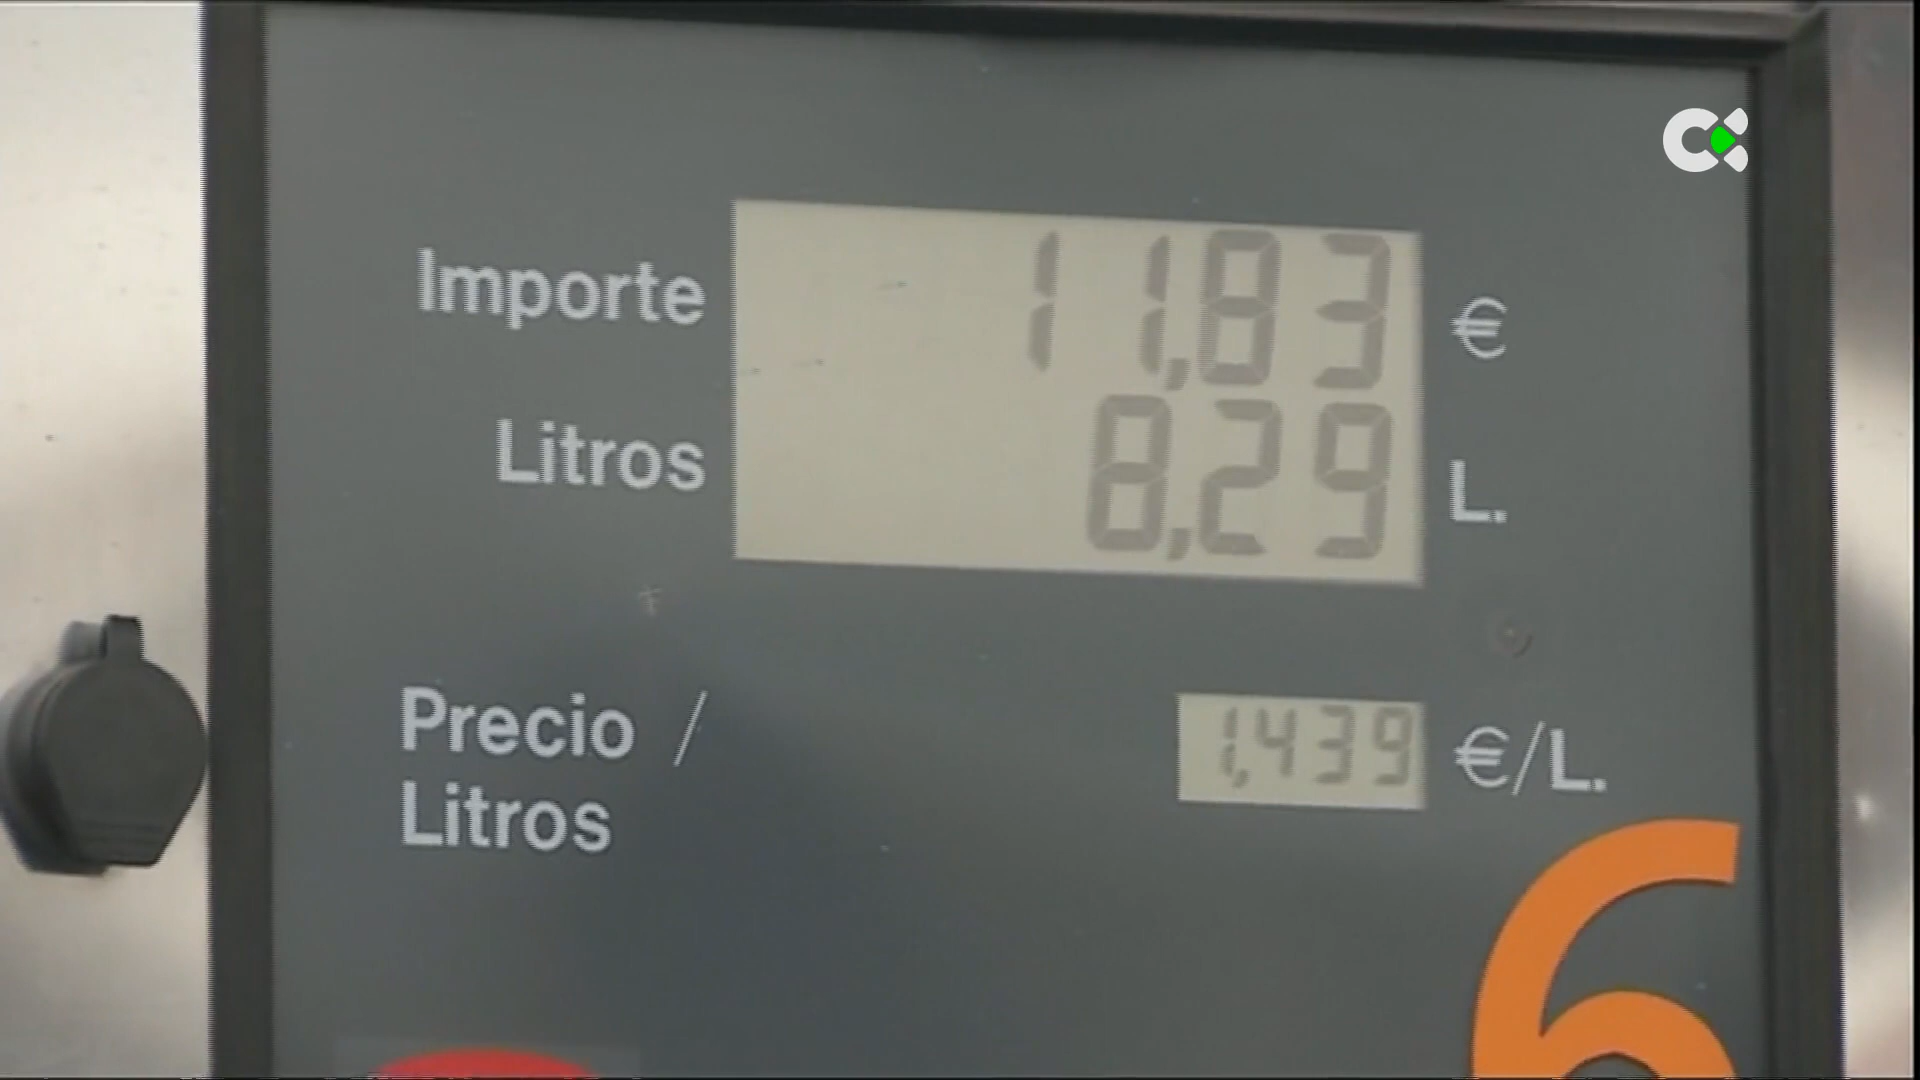 Importe 11,83 €
Litros 8,29 L.
Precio / 1,439 €/L.
Litros
6